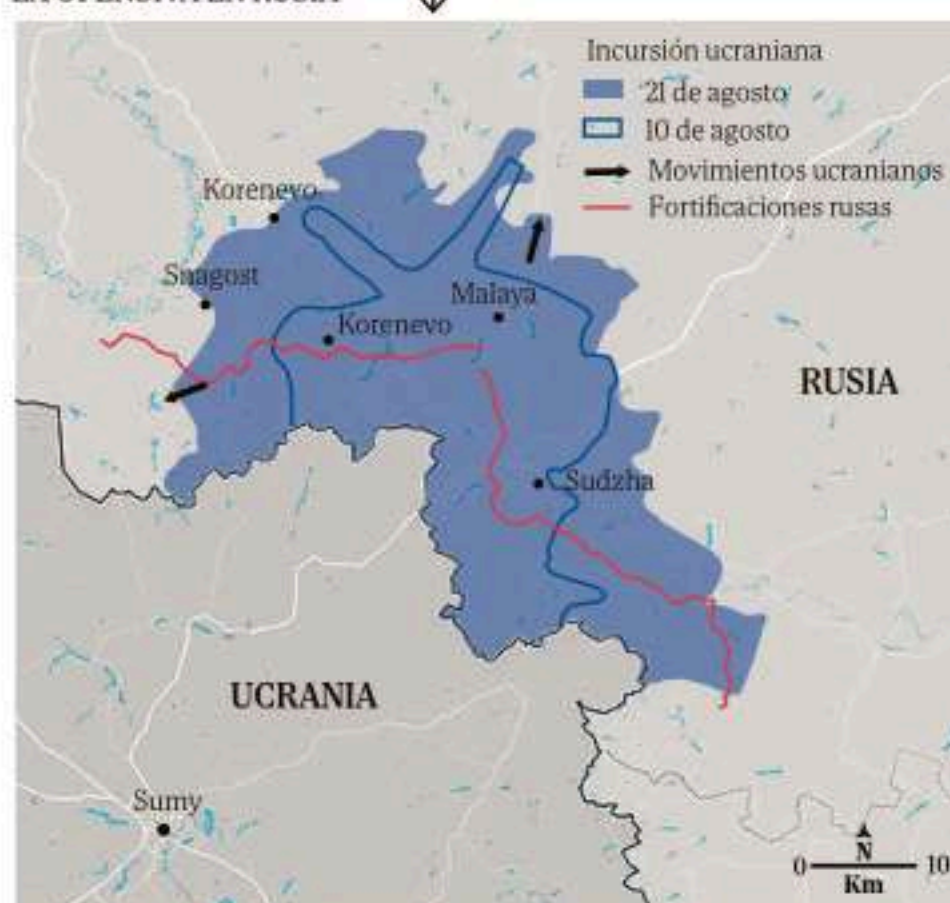 Incursión ucraniana
21 de agosto
10 de agosto
Movimientos ucranianos
Fortificaciones rusas
Korenevo
Snagost
Malaya
Korenevo
RUSIA
Sudzha
UCRANIA
Sumy
N
0 10
Km